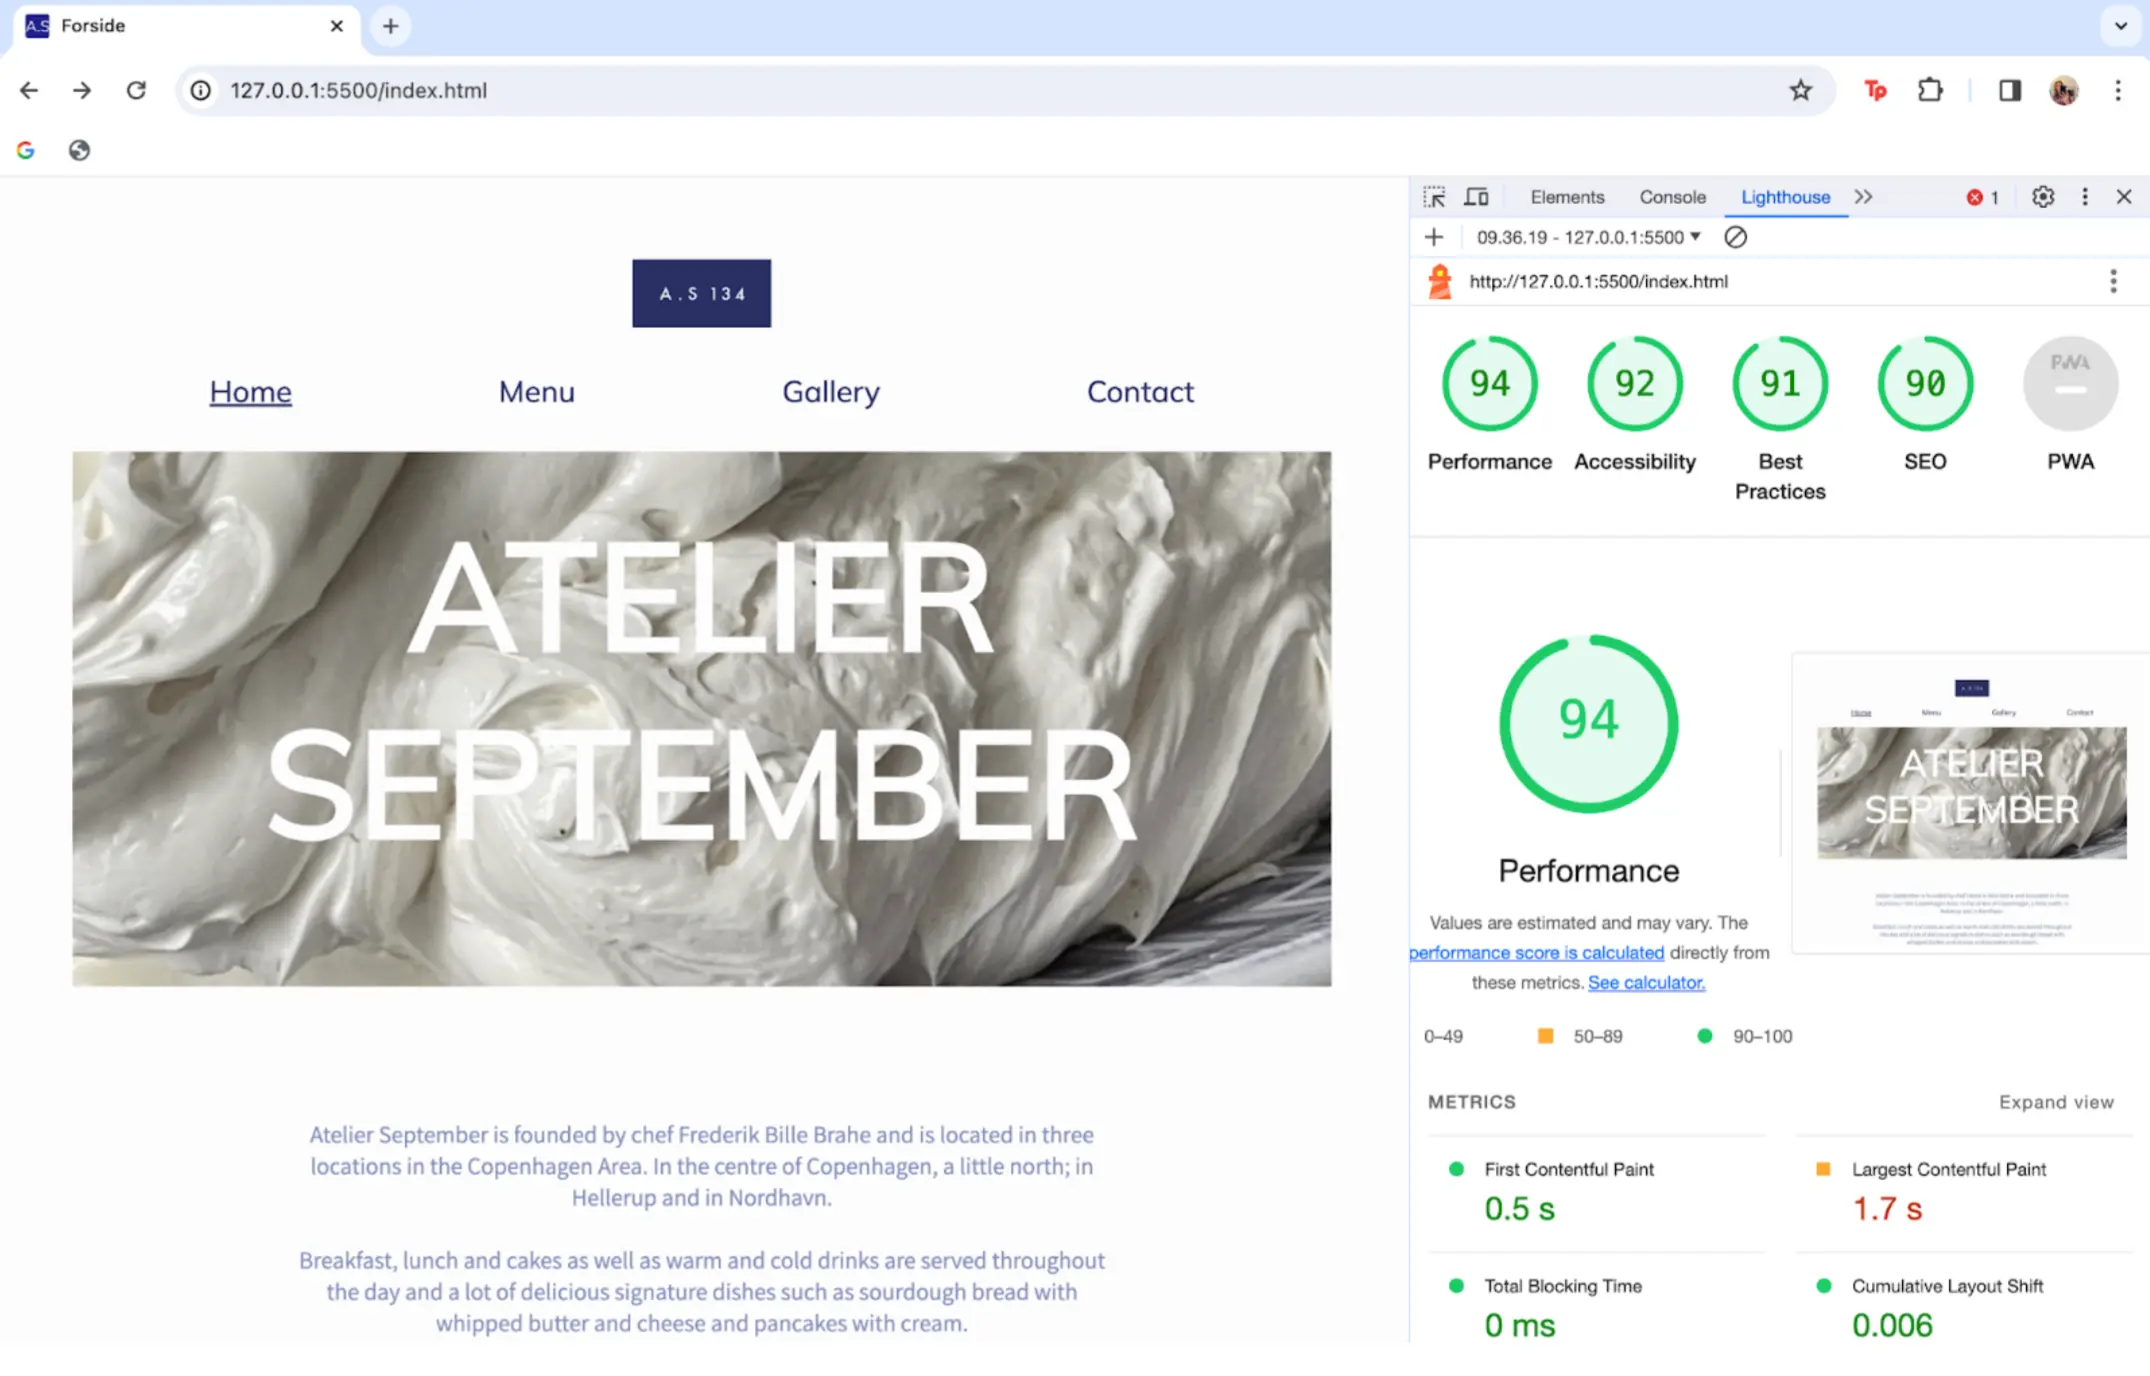 A.S Forside
127.0.0.1:5500/index.html
Tp
A.S 134
Home Menu Gallery Contact
ATELIER
SEPTEMBER
Atelier September is founded by chef Frederik Bille Brahe and is located in three
locations in the Copenhagen Area. In the centre of Copenhagen, a little north; in
Hellerup and in Nordhavn.
Breakfast, lunch and cakes as well as warm and cold drinks are served throughout
the day and a lot of delicious signature dishes such as sourdough bread with
whipped butter and cheese and pancakes with cream.
Elements Console Lighthouse 1
09.36.19 - 127.0.0.1:5500
http://127.0.0.1:5500/index.html
94 92 91 90 PWA
Performance Accessibility Best Practices SEO PWA
94
Performance
Values are estimated and may vary. The
performance score is calculated directly from
these metrics. See calculator.
0–49 50–89 90–100
Home Menu Gallery Contact
ATELIER
SEPTEMBER
METRICS Expand view
First Contentful Paint
0.5 s
Largest Contentful Paint
1.7 s
Total Blocking Time
0 ms
Cumulative Layout Shift
0.006